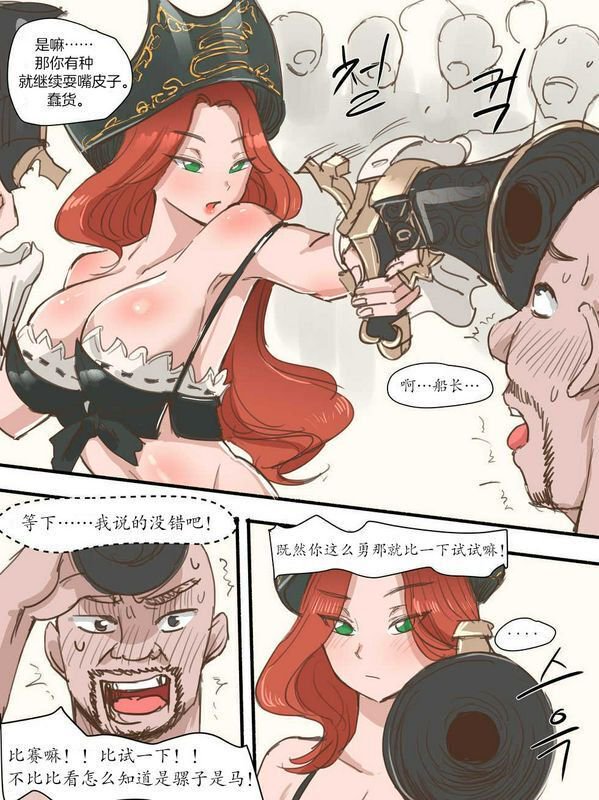 是嘛……
那你有种
就继续耍嘴皮子。
蠢货。
철
컥
啊…船长…
等下……我说的没错吧！
既然你这么勇那就比一下试试嘛！
....
스
윽
比赛嘛！！比试一下！！
不比比看怎么知道是骡子是马！